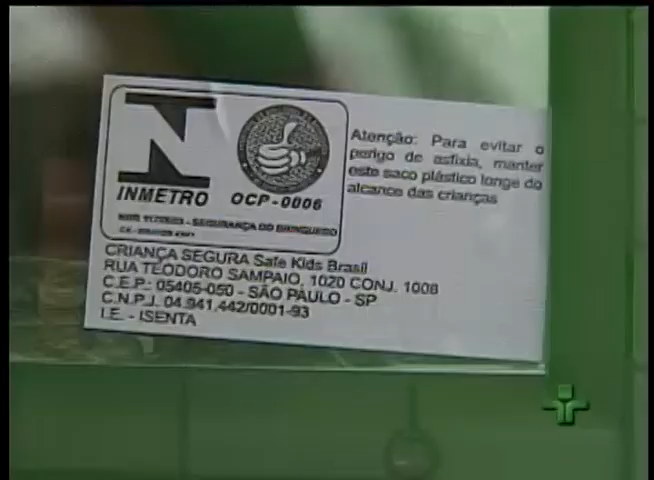 INMETRO
OCP-0006
SEGURANÇA DO BRINQUEDO
Atenção: Para evitar o
perigo de asfixia, manter
este saco plástico longe do
alcance das crianças
CRIANÇA SEGURA Safe Kids Brasil
RUA TEODORO SAMPAIO, 1020 CONJ. 1008
C.E.P.: 05405-050 - SÃO PAULO - SP
C.N.P.J. 04.941.442/0001-93
I.E. - ISENTA